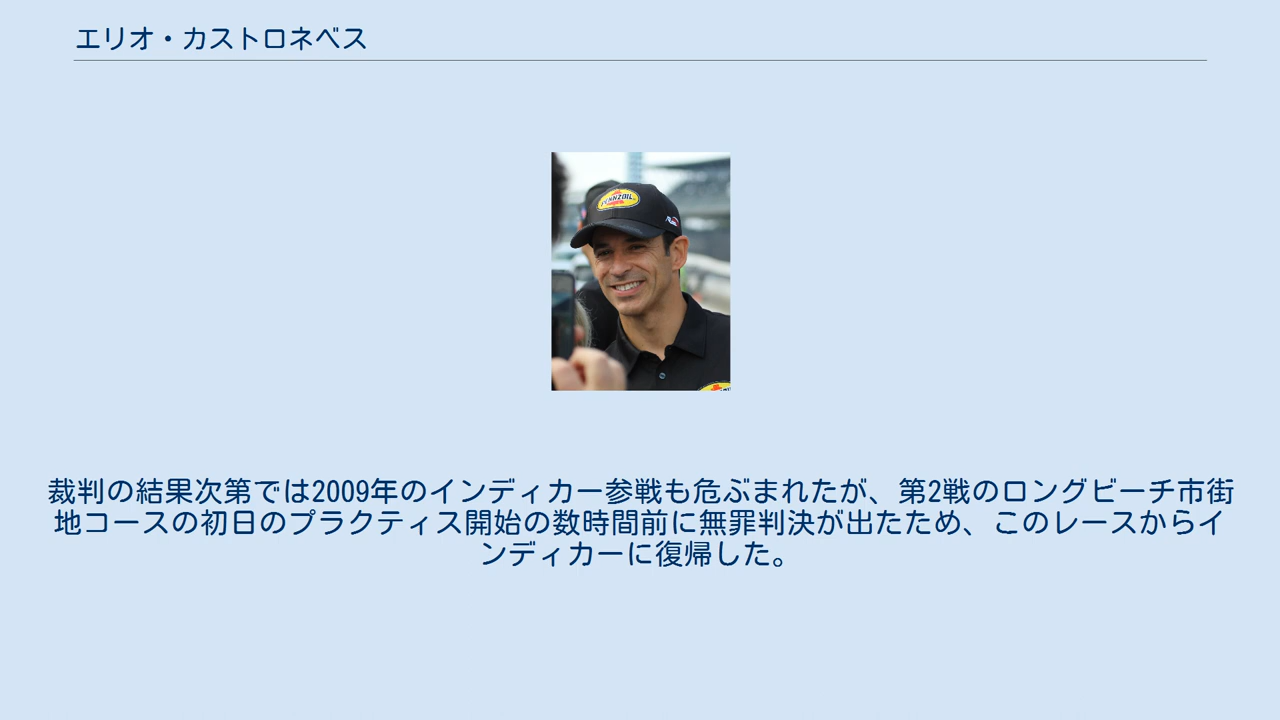 エリオ・カストロネベス
PENNZOIL
裁判の結果次第では2009年のインディカー参戦も危ぶまれたが、第2戦のロングビーチ市街
地コースの初日のプラクティス開始の数時間前に無罪判決が出たため、このレースからイ
ンディカーに復帰した。